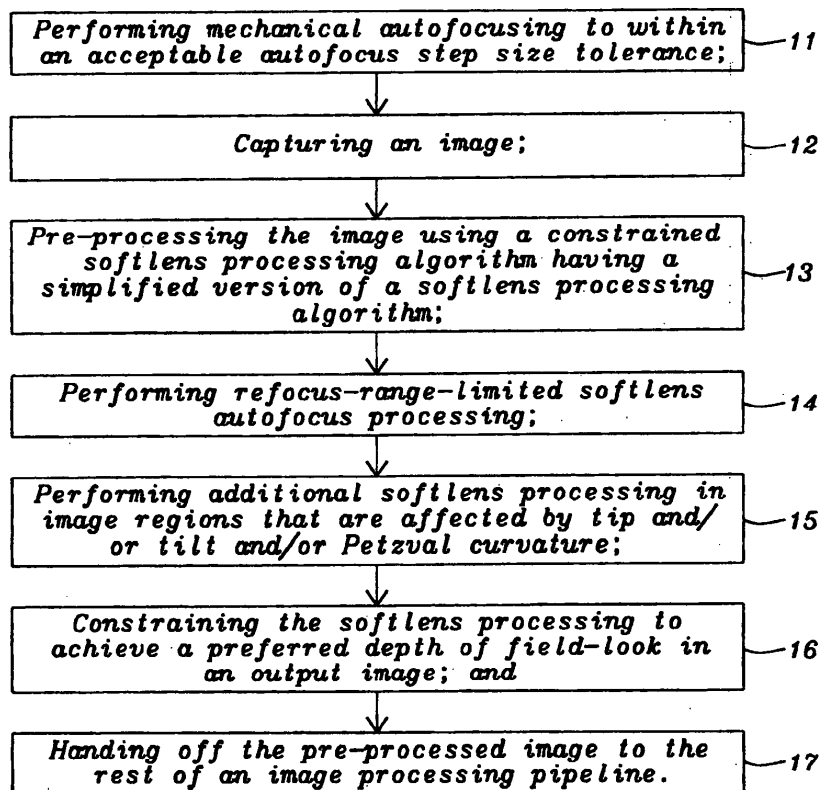 Performing mechanical autofocusing to within
an acceptable autofocus step size tolerance;
11
Capturing an image;
12
Pre-processing the image using a constrained
softlens processing algorithm having a
simplified version of a softlens processing
algorithm;
13
Performing refocus-range-limited softlens
autofocus processing;
14
Performing additional softlens processing in
image regions that are affected by tip and/
or tilt and/or Petzval curvature;
15
Constraining the softlens processing to
achieve a preferred depth of field-look in
an output image; and
16
Handing off the pre-processed image to the
rest of an image processing pipeline.
17